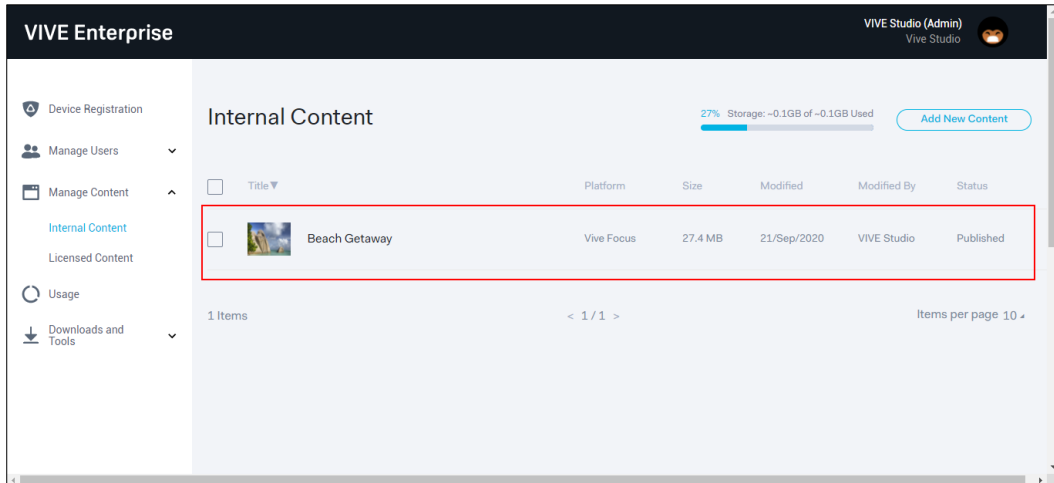 VIVE Enterprise
VIVE Studio (Admin)
Vive Studio
Device Registration
Manage Users
Manage Content
Internal Content
Licensed Content
Usage
Downloads and
Tools
Internal Content
27% Storage: ~0.1GB of ~0.1GB Used
Add New Content
Title▼ Platform Size Modified Modified By Status
Beach Getaway Vive Focus 27.4 MB 21/Sep/2020 VIVE Studio Published
1 Items < 1 / 1 > Items per page 10